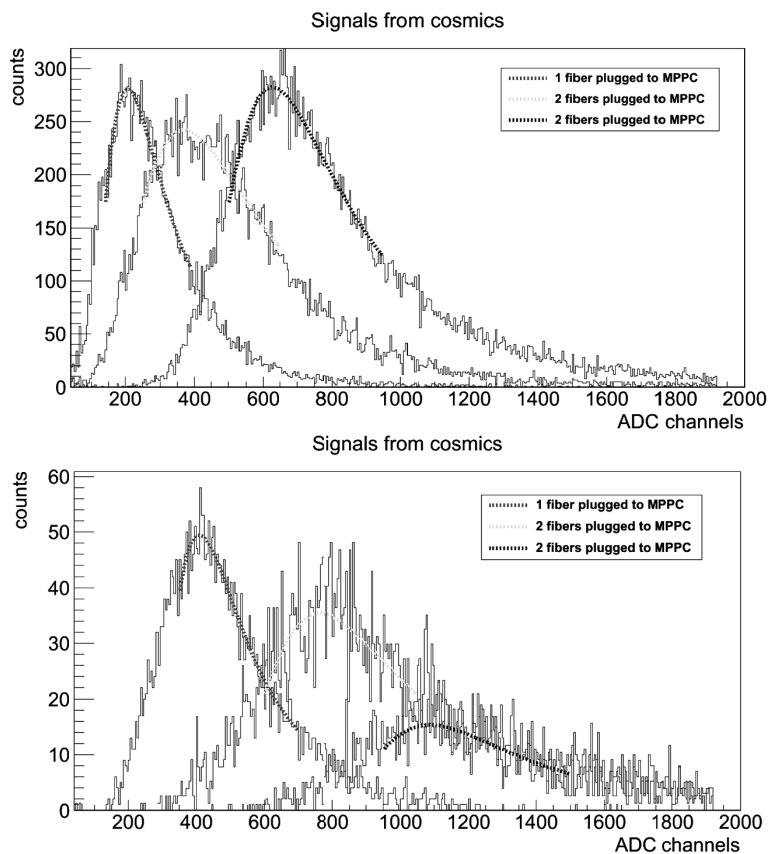 Signals from cosmics
counts
300
250
200
150
100
50
0
1 fiber plugged to MPPC
2 fibers plugged to MPPC
2 fibers plugged to MPPC
200 400 600 800 1000 1200 1400 1600 1800 2000
ADC channels
Signals from cosmics
counts
60
50
40
30
20
10
0
1 fiber plugged to MPPC
2 fibers plugged to MPPC
2 fibers plugged to MPPC
200 400 600 800 1000 1200 1400 1600 1800 2000
ADC channels